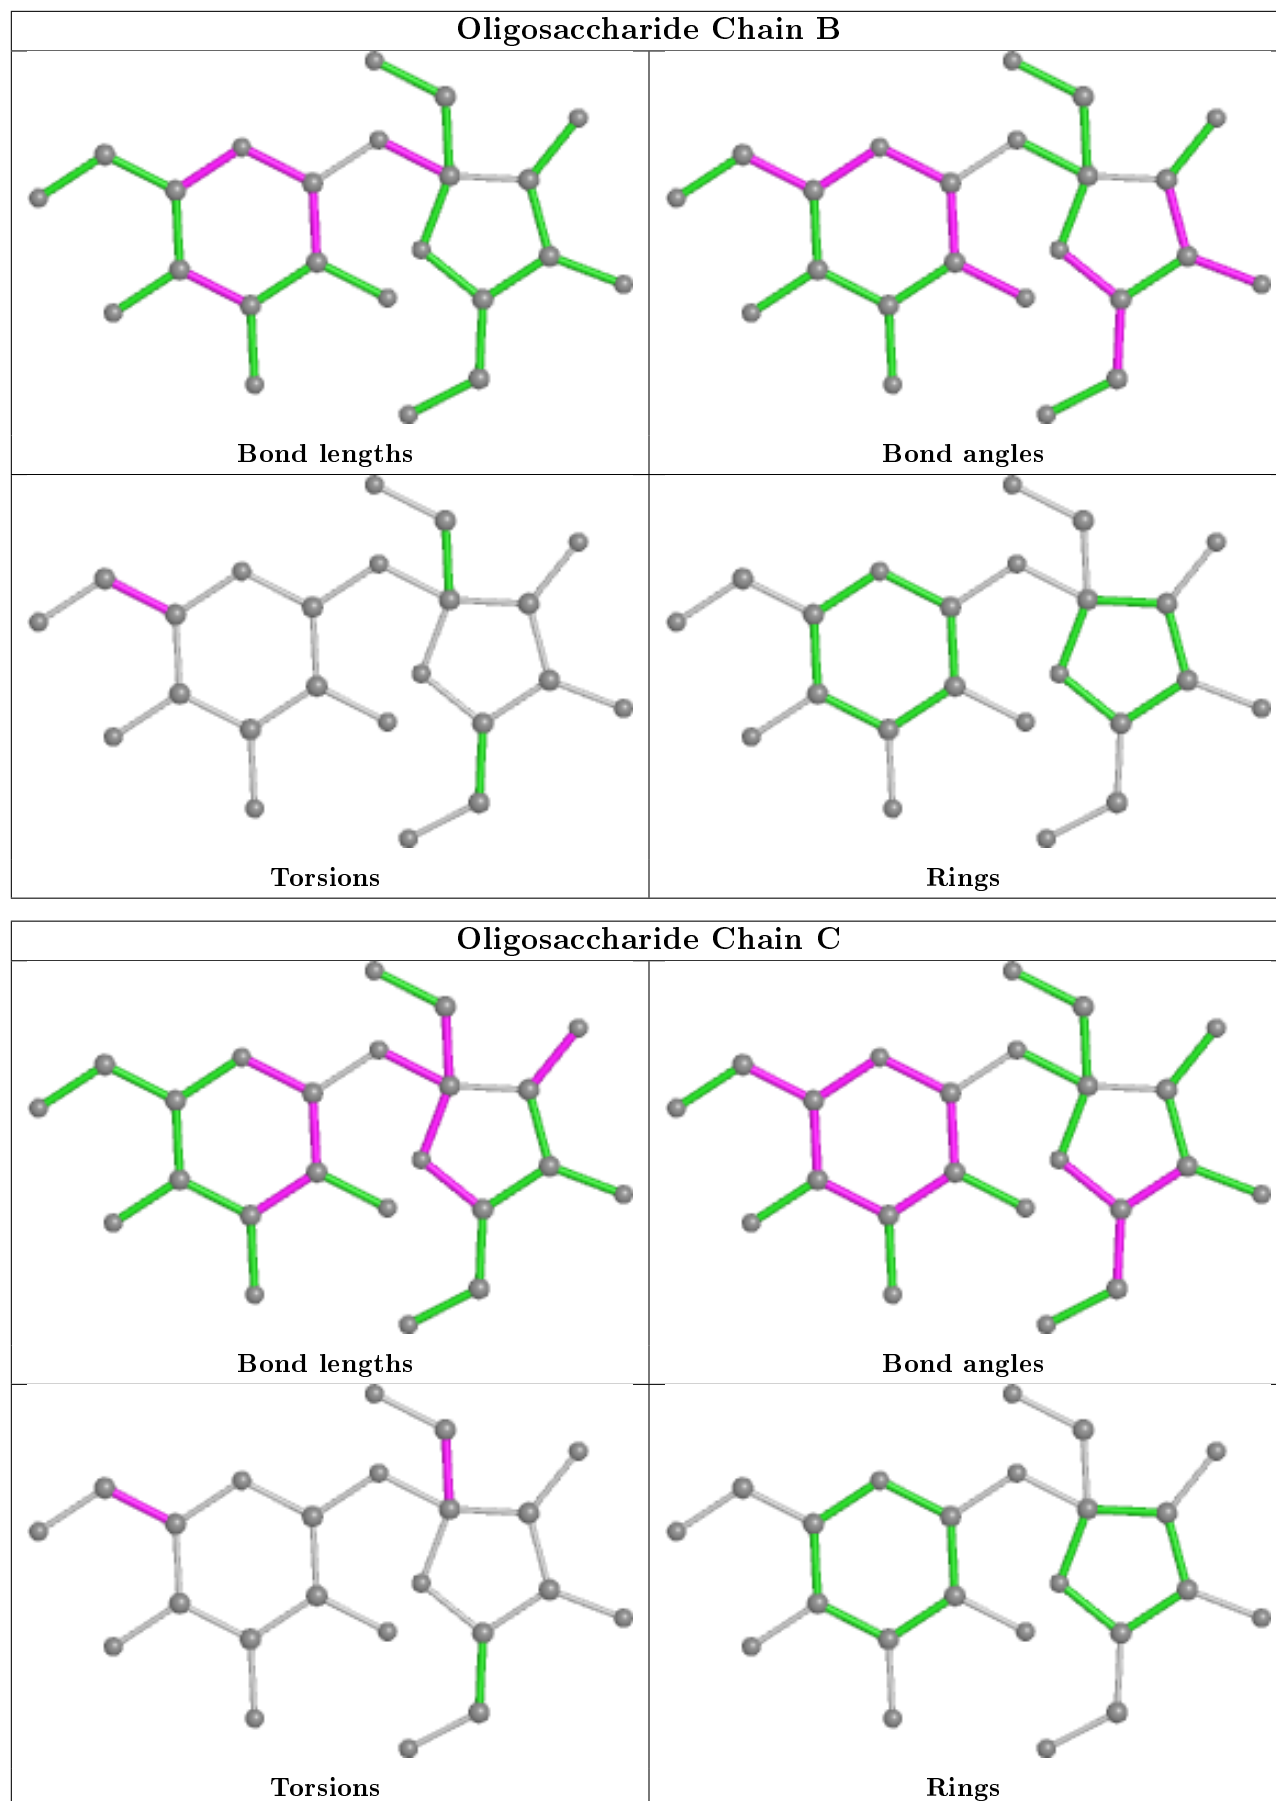 Oligosaccharide Chain B
Bond lengths
Bond angles
Torsions
Rings
Oligosaccharide Chain C
Bond lengths
Bond angles
Torsions
Rings